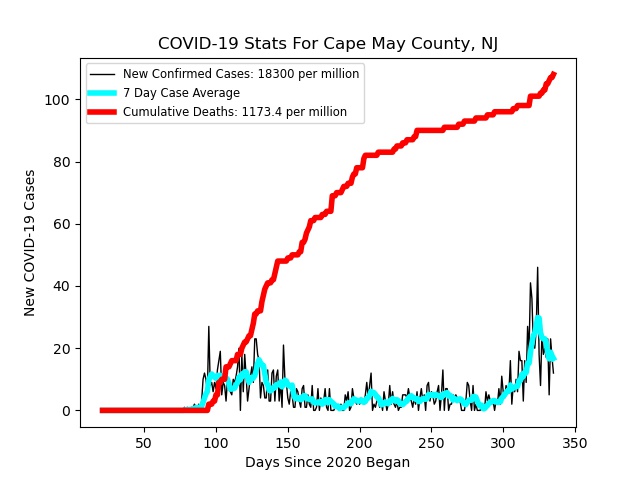 COVID-19 Stats For Cape May County, NJ
New Confirmed Cases: 18300 per million
7 Day Case Average
Cumulative Deaths: 1173.4 per million
New COVID-19 Cases
100
80
60
40
20
0
50 100 150 200 250 300 350
Days Since 2020 Began